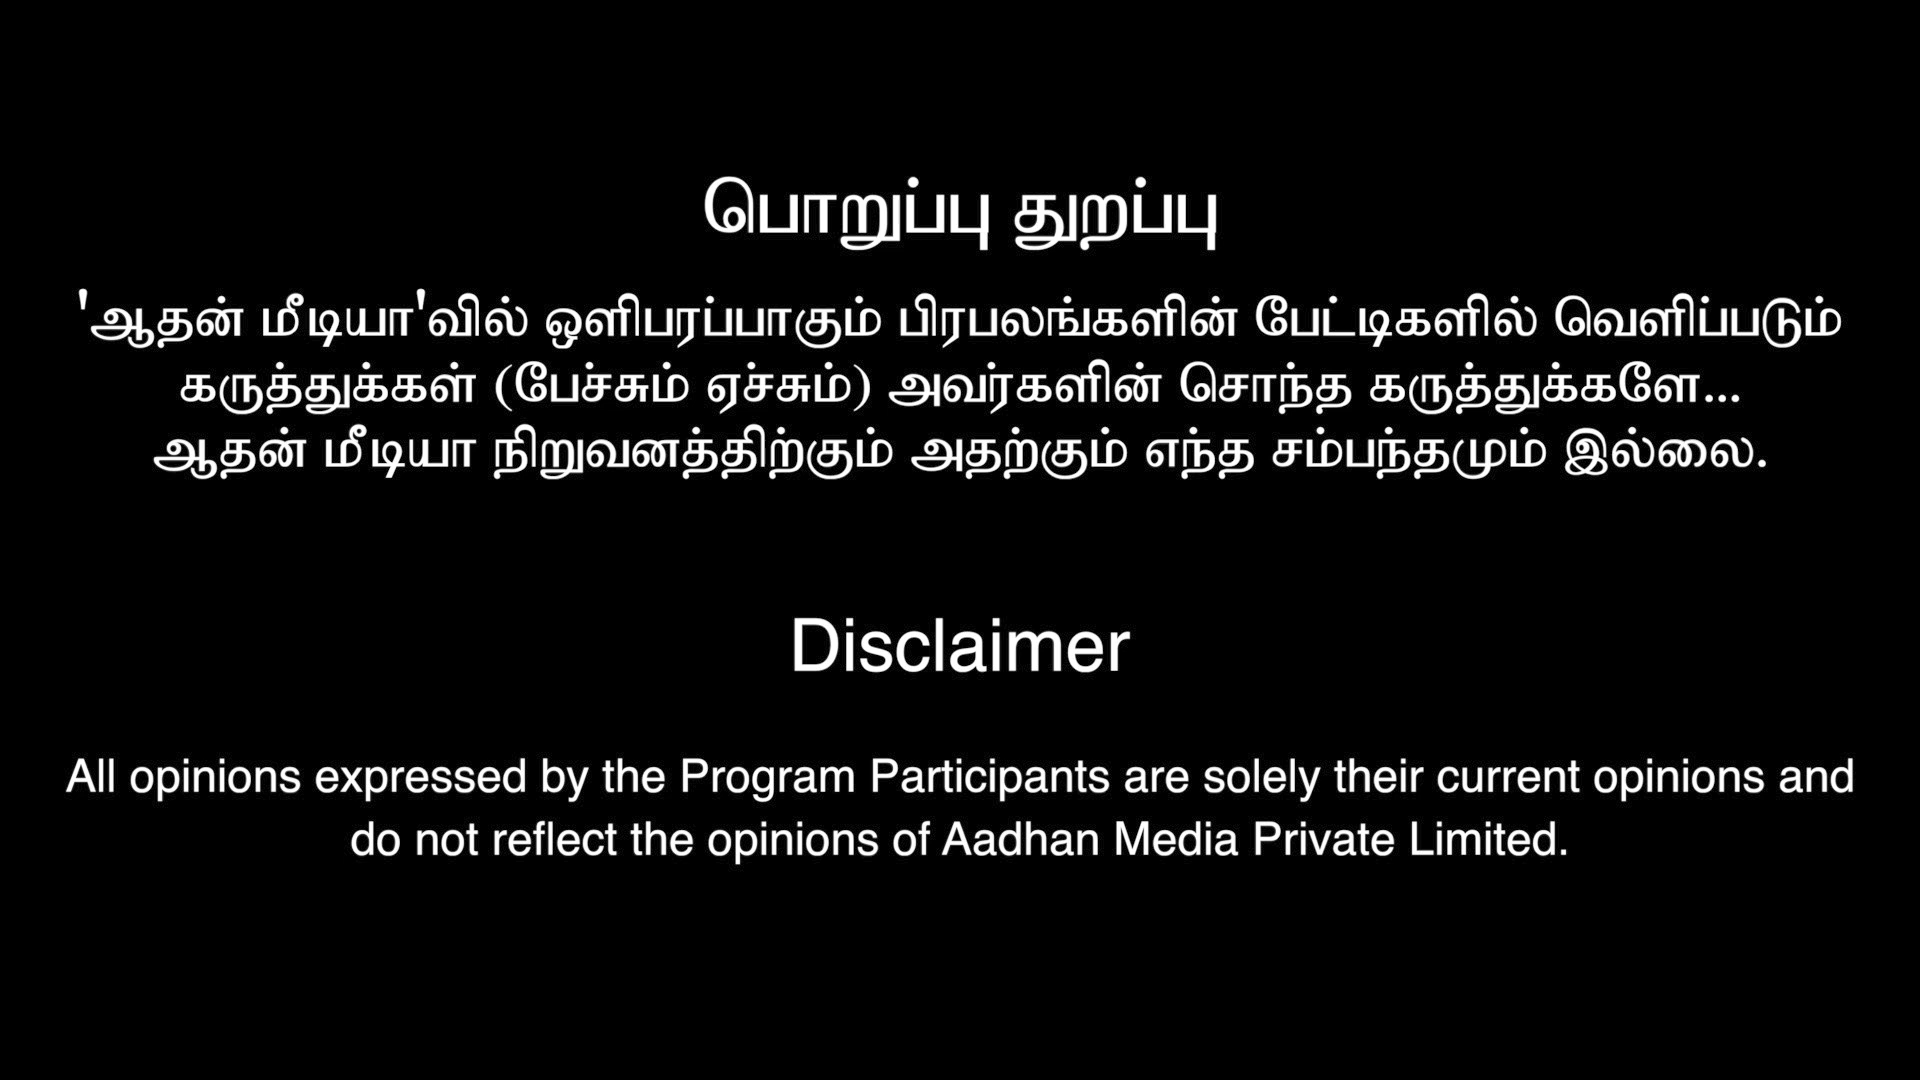 பொறுப்பு துறப்பு
'ஆதன் மீடியா'வில் ஒளிபரப்பாகும் பிரபலங்களின் பேட்டிகளில் வெளிப்படும்
கருத்துக்கள் (பேச்சும் ஏச்சும்) அவர்களின் சொந்த கருத்துக்களே...
ஆதன் மீடியா நிறுவனத்திற்கும் அதற்கும் எந்த சம்பந்தமும் இல்லை.
Disclaimer
All opinions expressed by the Program Participants are solely their current opinions and
do not reflect the opinions of Aadhan Media Private Limited.